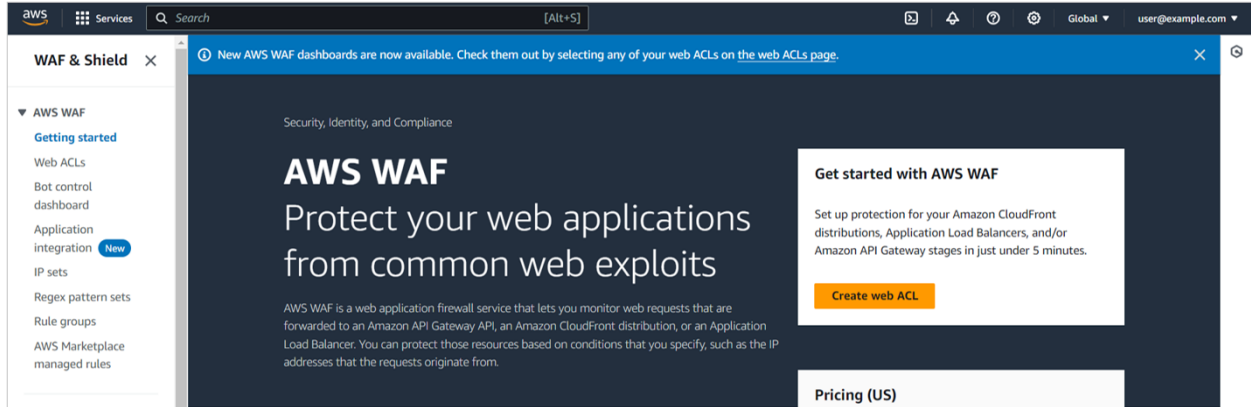 aws Services Search [Alt+S] Global user@example.com
WAF & Shield
New AWS WAF dashboards are now available. Check them out by selecting any of your web ACLs on the web ACLs page.
AWS WAF
Getting started
Web ACLs
Bot control
dashboard
Application
integration New
IP sets
Regex pattern sets
Rule groups
AWS Marketplace
managed rules
Security, Identity, and Compliance
AWS WAF
Protect your web applications
from common web exploits
AWS WAF is a web application firewall service that lets you monitor web requests that are
forwarded to an Amazon API Gateway API, an Amazon CloudFront distribution, or an Application
Load Balancer. You can protect those resources based on conditions that you specify, such as the IP
addresses that the requests originate from.
Get started with AWS WAF
Set up protection for your Amazon CloudFront
distributions, Application Load Balancers, and/or
Amazon API Gateway stages in just under 5 minutes.
Create web ACL
Pricing (US)